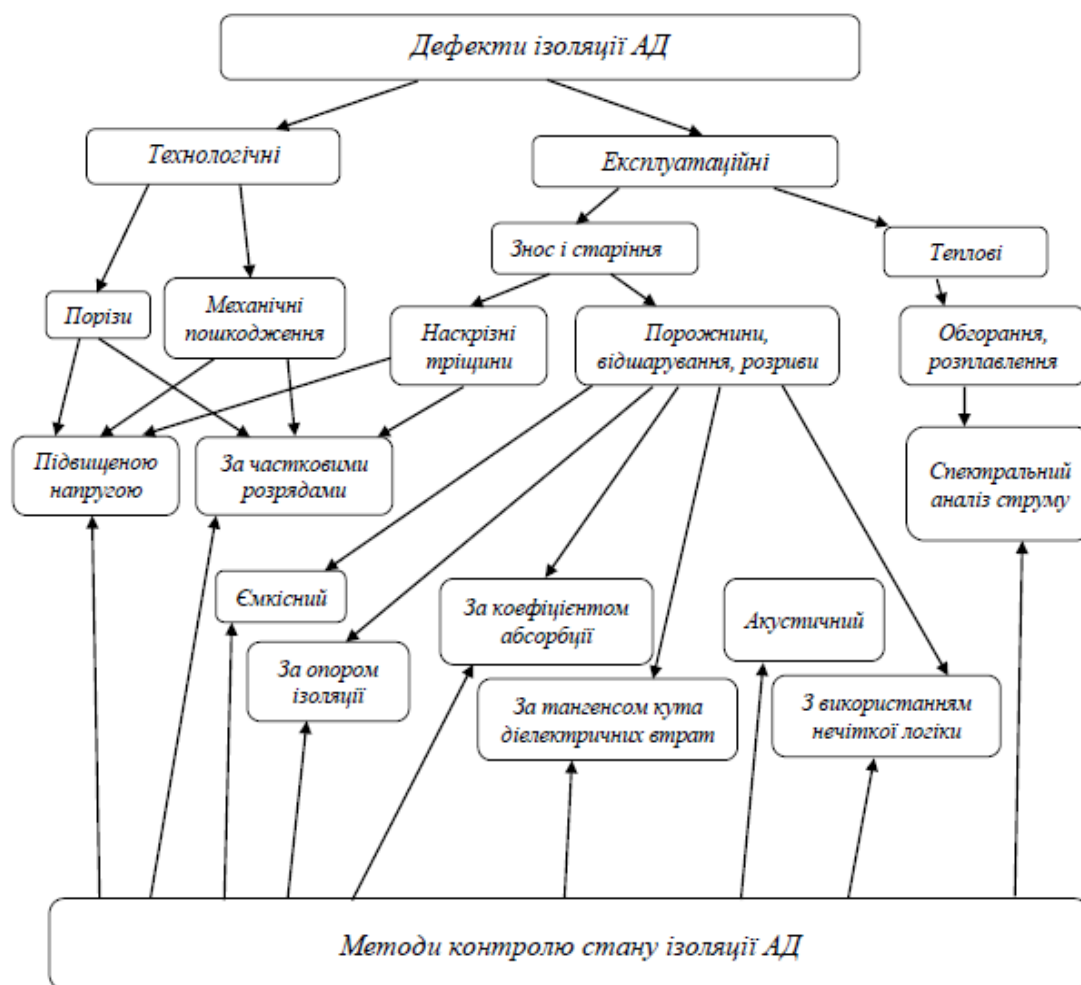 Дефекти ізоляції АД
Технологічні
Експлуатаційні
Знос і старіння
Теплові
Порізи
Механічні
пошкодження
Наскрізні
тріщини
Порожнини,
відшарування, розриви
Обгорання,
розплавлення
Підвищеною
напругою
За частковими
розрядами
Спектральний
аналіз струму
Ємкісний
За коефіцієнтом
абсорбції
Акустичний
За опором
ізоляції
За тангенсом кута
діелектричних втрат
З використанням
нечіткої логіки
Методи контролю стану ізоляції АД